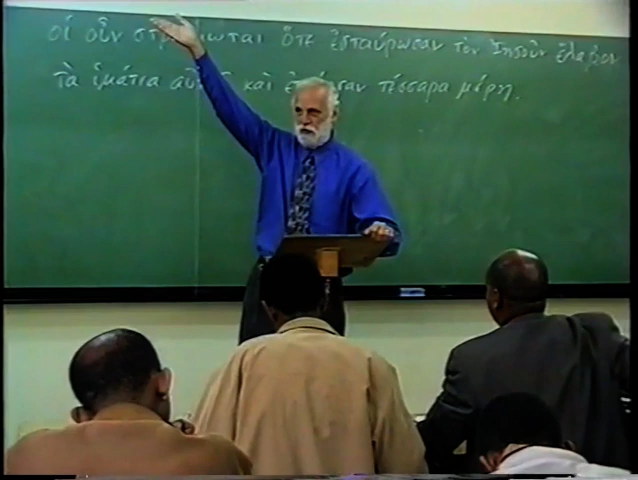 οἱ οὖν ὅτε ἐσταύρωσαν τὸν Ἰησοῦν ἔλαβον
τὰ ἱμάτια καὶ τέσσαρα μέρη.